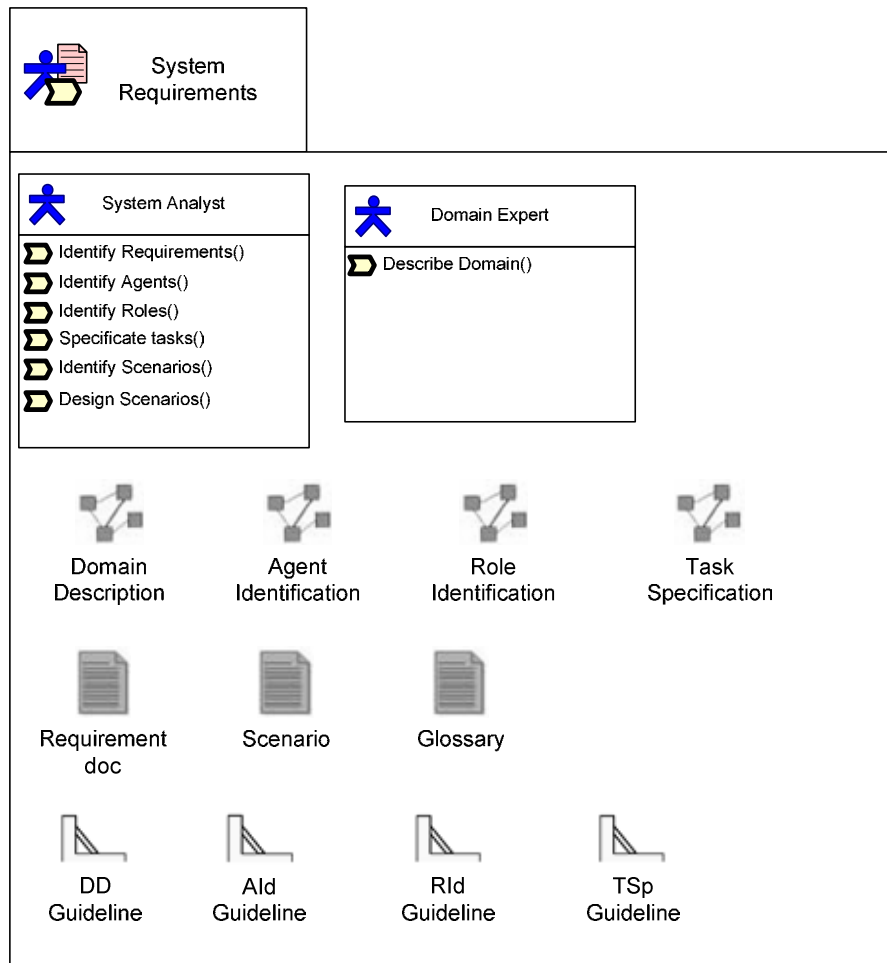 System
Requirements
System Analyst
Identify Requirements()
Identify Agents()
Identify Roles()
Specificate tasks()
Identify Scenarios()
Design Scenarios()
Domain Expert
Describe Domain()
Domain
Description
Agent
Identification
Role
Identification
Task
Specification
Requirement
doc
Scenario
Glossary
DD
Guideline
AId
Guideline
RId
Guideline
TSp
Guideline